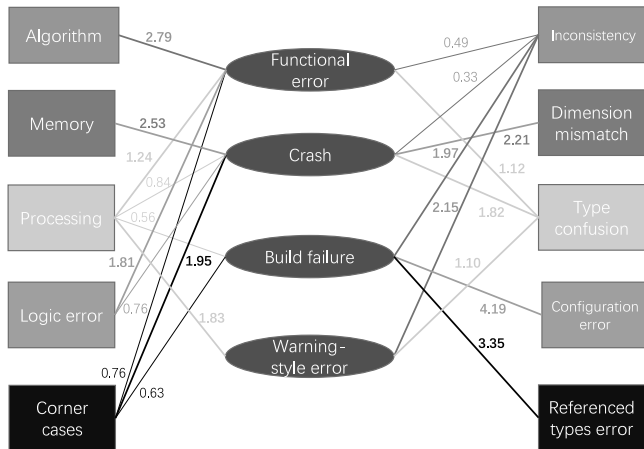 Algorithm
2.79
Functional
error
0.49
Inconsistency
0.33
Memory
2.53
Crash
Dimension
mismatch
1.24
1.97
2.21
0.84
1.12
Processing
0.56
2.15
1.82
Type
confusion
1.81
1.95
Build failure
1.10
Logic error
0.76
1.83
4.19
Configuration
error
3.35
Warning-
style error
0.76
0.63
Corner
cases
Referenced
types error